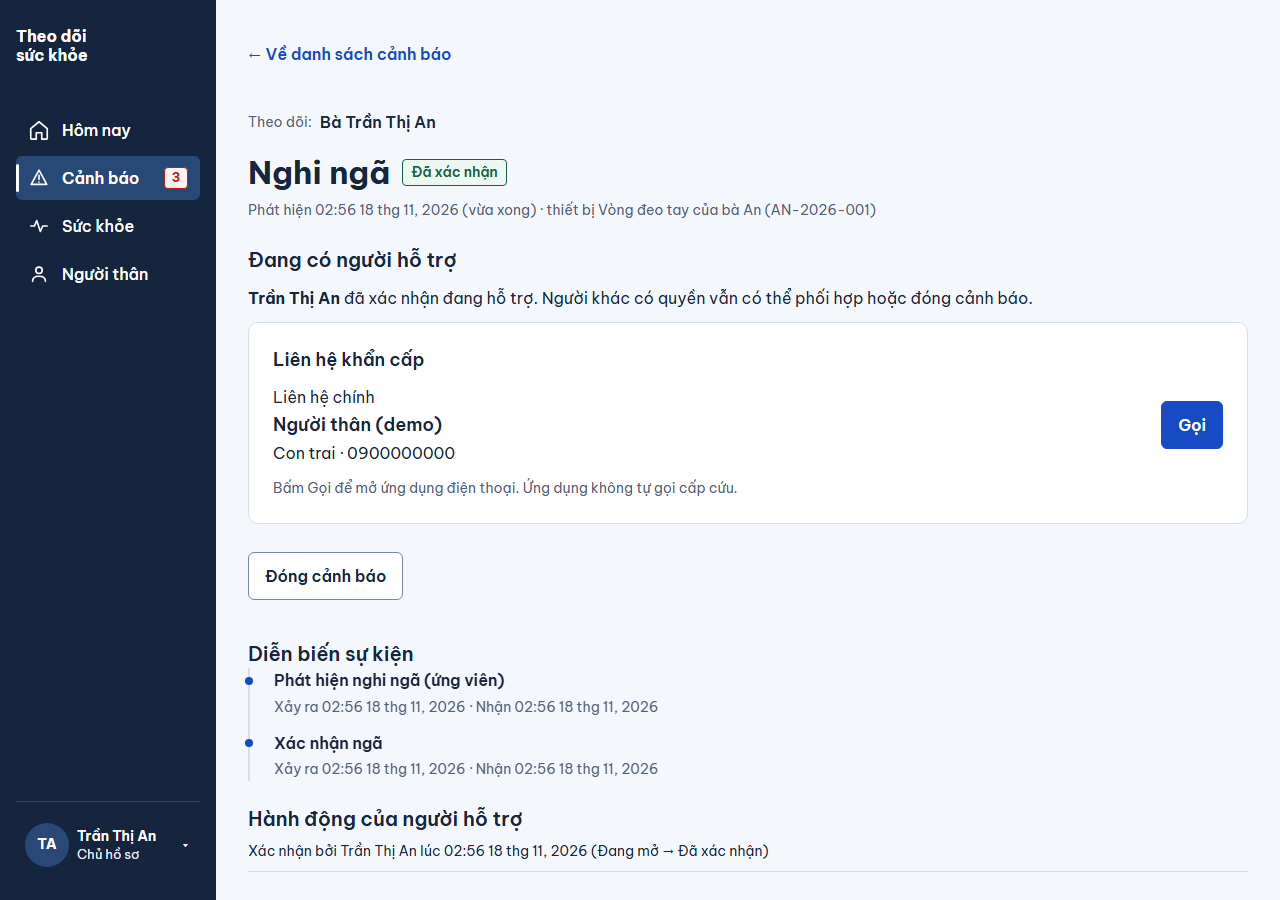 Theo dõi
sức khỏe
Hôm nay
Cảnh báo 3
Sức khỏe
Người thân
TA
Trần Thị An
Chủ hồ sơ
← Về danh sách cảnh báo
Theo dõi: Bà Trần Thị An
Nghi ngã Đã xác nhận
Phát hiện 02:56 18 thg 11, 2026 (vừa xong) · thiết bị Vòng đeo tay của bà An (AN-2026-001)
Đang có người hỗ trợ
Trần Thị An đã xác nhận đang hỗ trợ. Người khác có quyền vẫn có thể phối hợp hoặc đóng cảnh báo.
Liên hệ khẩn cấp
Liên hệ chính
Người thân (demo)
Con trai · 0900000000
Bấm Gọi để mở ứng dụng điện thoại. Ứng dụng không tự gọi cấp cứu.
Gọi
Đóng cảnh báo
Diễn biến sự kiện
Phát hiện nghi ngã (ứng viên)
Xảy ra 02:56 18 thg 11, 2026 · Nhận 02:56 18 thg 11, 2026
Xác nhận ngã
Xảy ra 02:56 18 thg 11, 2026 · Nhận 02:56 18 thg 11, 2026
Hành động của người hỗ trợ
Xác nhận bởi Trần Thị An lúc 02:56 18 thg 11, 2026 (Đang mở → Đã xác nhận)